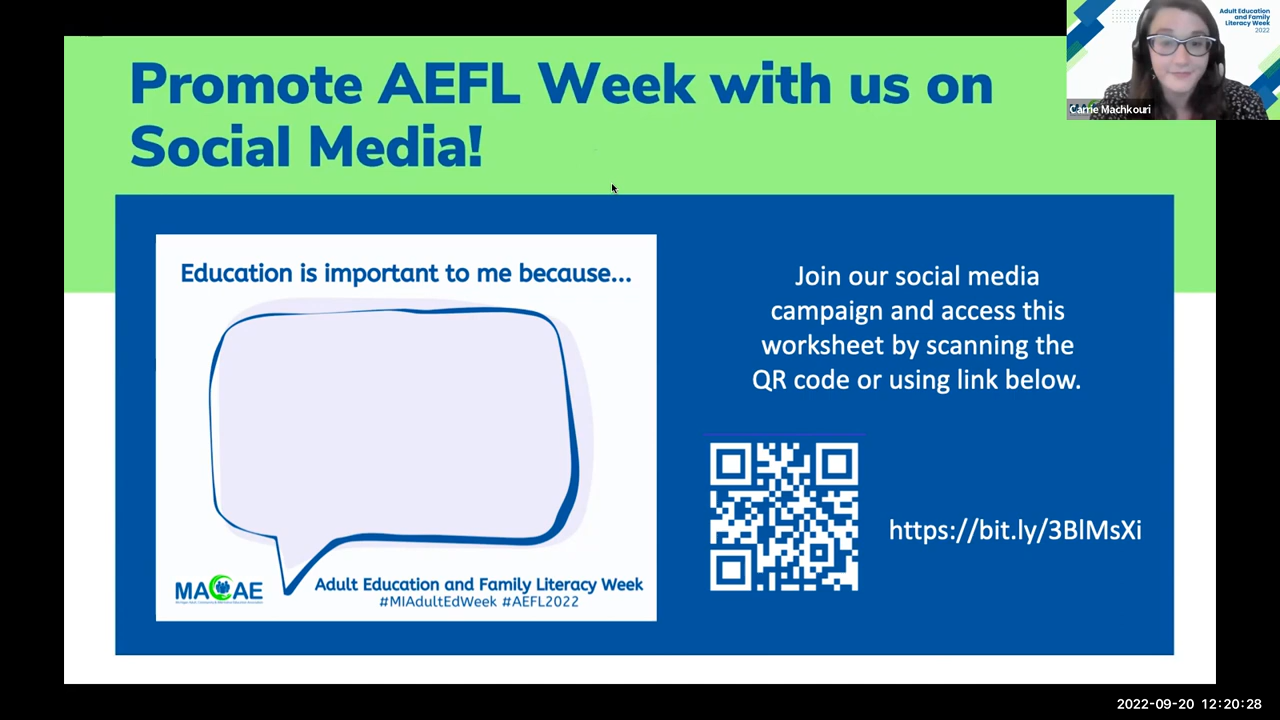 Promote AEFL Week with us on
Social Media!
Adult Education
and Family
Literacy Week
2022
Carrie Machkouri
Education is important to me because...
Join our social media
campaign and access this
worksheet by scanning the
QR code or using link below.
https://bit.ly/3BlMsXi
MACAE
Adult Education and Family Literacy Week
#MIAdultEdWeek #AEFL2022
2022-09-20 12:20:28